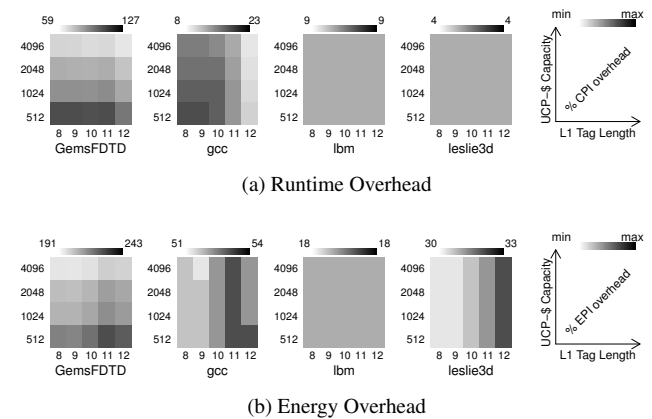 59 127
8 23
9 9
4 4
min max
4096
2048
1024
512
8 9 10 11 12
GemsFDTD
4096
2048
1024
512
8 9 10 11 12
gcc
4096
2048
1024
512
8 9 10 11 12
lbm
4096
2048
1024
512
8 9 10 11 12
leslie3d
UCP-$ Capacity
% CPI overhead
L1 Tag Length
(a) Runtime Overhead
191 243
51 54
18 18
30 33
min max
4096
2048
1024
512
8 9 10 11 12
GemsFDTD
4096
2048
1024
512
8 9 10 11 12
gcc
4096
2048
1024
512
8 9 10 11 12
lbm
4096
2048
1024
512
8 9 10 11 12
leslie3d
UCP-$ Capacity
% EPI overhead
L1 Tag Length
(b) Energy Overhead